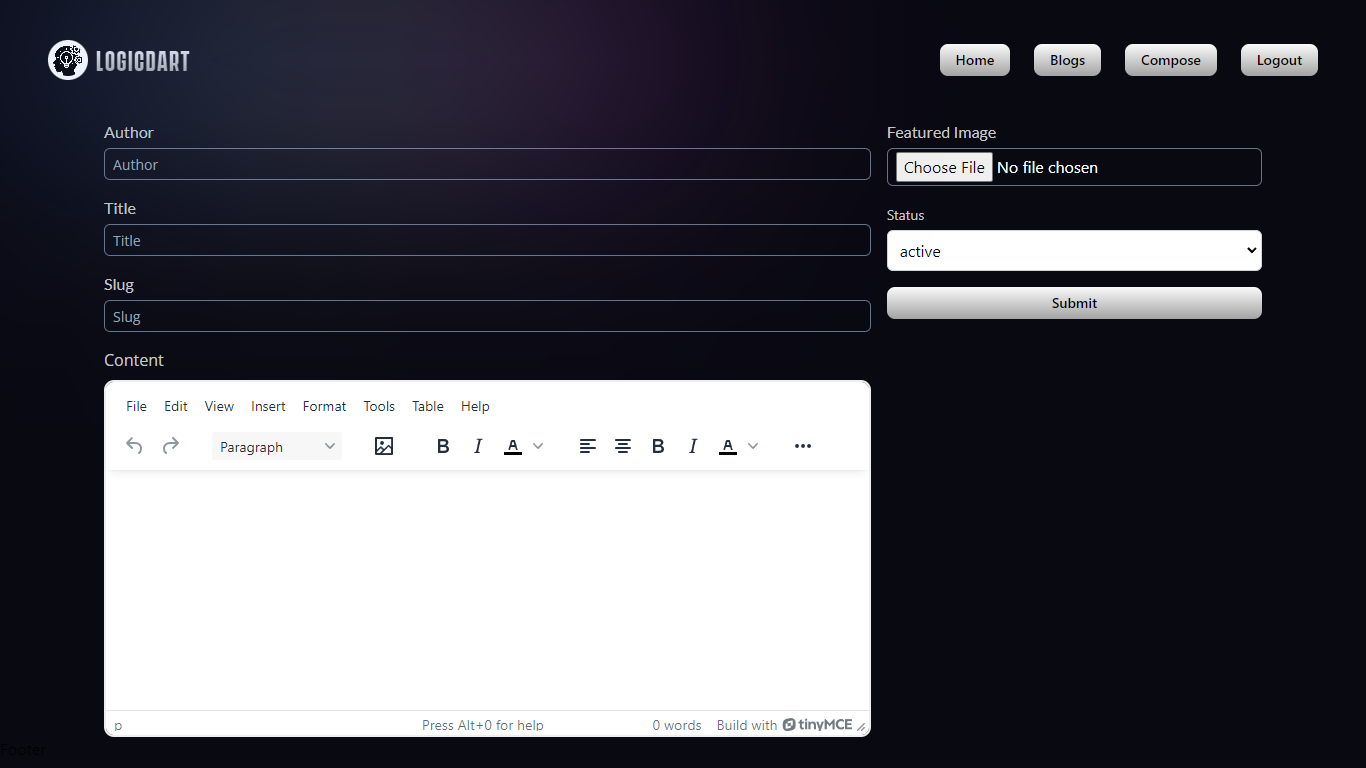 LOGICDART
Home Blogs Compose Logout
Author
Author
Title
Title
Slug
Slug
Content
File Edit View Insert Format Tools Table Help
Paragraph B I A B I A
p Press Alt+0 for help 0 words Build with tinyMCE
Featured Image
Choose File No file chosen
Status
active
Submit
Footer